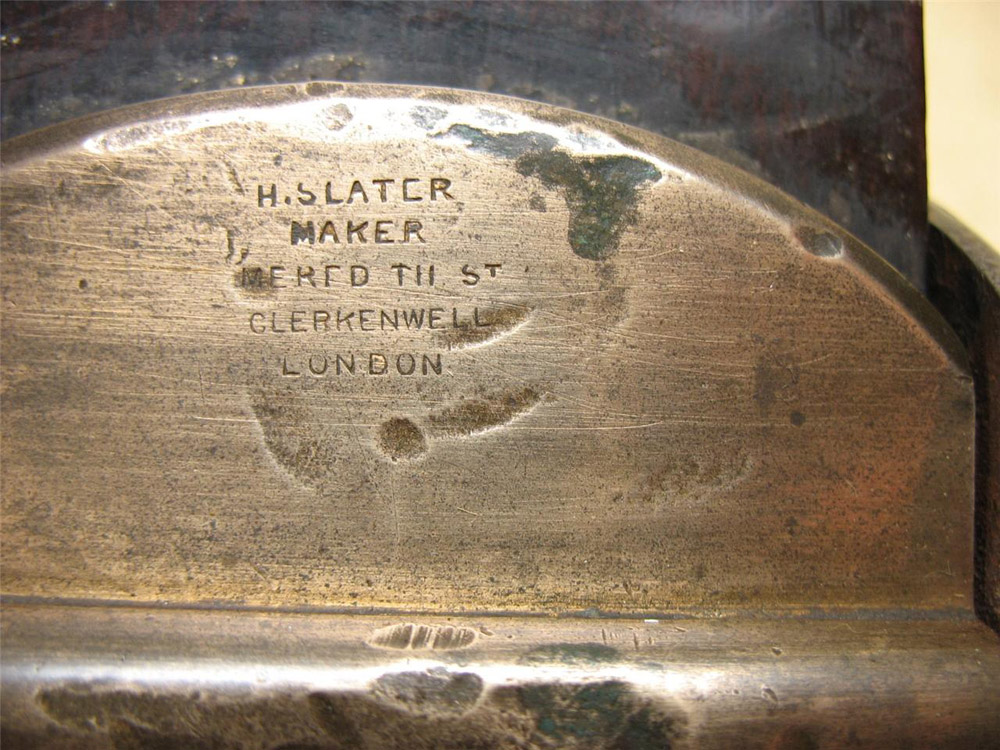 H. SLATER
MAKER
MERED TH ST
CLERKENWELL
LONDON